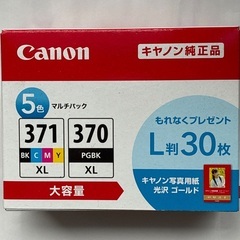 Canon
キヤノン純正品
5色
マルチパック
371
370
BK C M Y
PGBK
XL
XL
大容量
もれなくプレゼント
L判30枚
キヤノン写真用紙
光沢 ゴールド